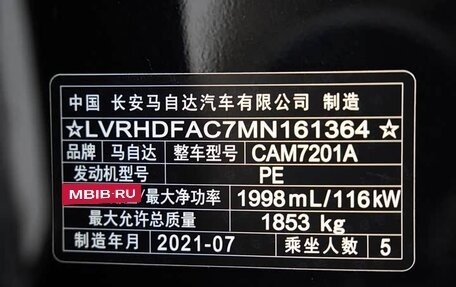 中国 长安马自达汽车有限公司 制造
☆LVRHDFAC7MN161364☆
品牌 马自达 整车型号 CAM7201A
发动机型号 PE
MBIB.RU /最大净功率 1998mL/116kW
最大允许总质量 1853 kg
制造年月 2021-07 乘坐人数 5